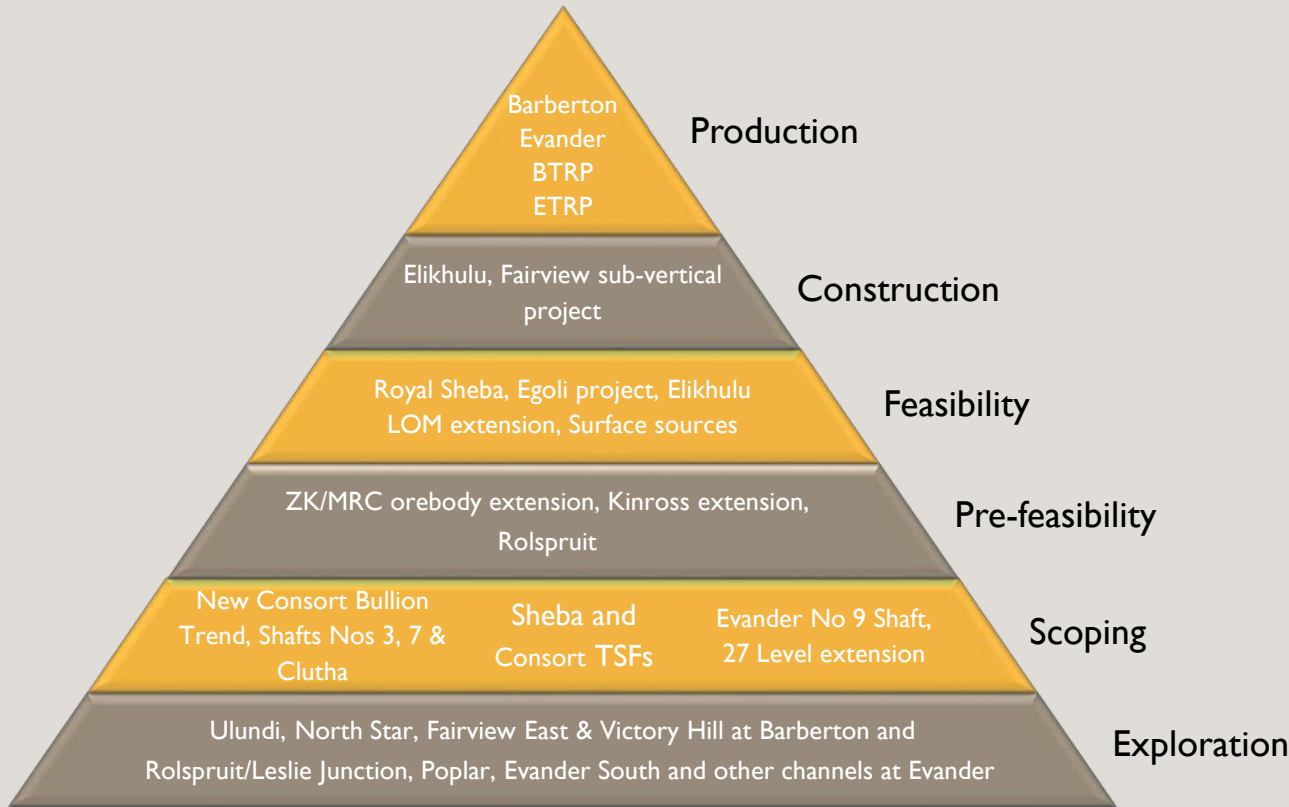 Barberton
Evander
BTRP
ETRP
Production
Elikhulu, Fairview sub-vertical
project
Construction
Royal Sheba, Egoli project, Elikhulu
LOM extension, Surface sources
Feasibility
ZK/MRC orebody extension, Kinross extension,
Rolspruit
Pre-feasibility
New Consort Bullion
Trend, Shafts Nos 3, 7 &
Clutha
Sheba and
Consort TSFs
Evander No 9 Shaft,
27 Level extension
Scoping
Ulundi, North Star, Fairview East & Victory Hill at Barberton and
Rolspruit/Leslie Junction, Poplar, Evander South and other channels at Evander
Exploration